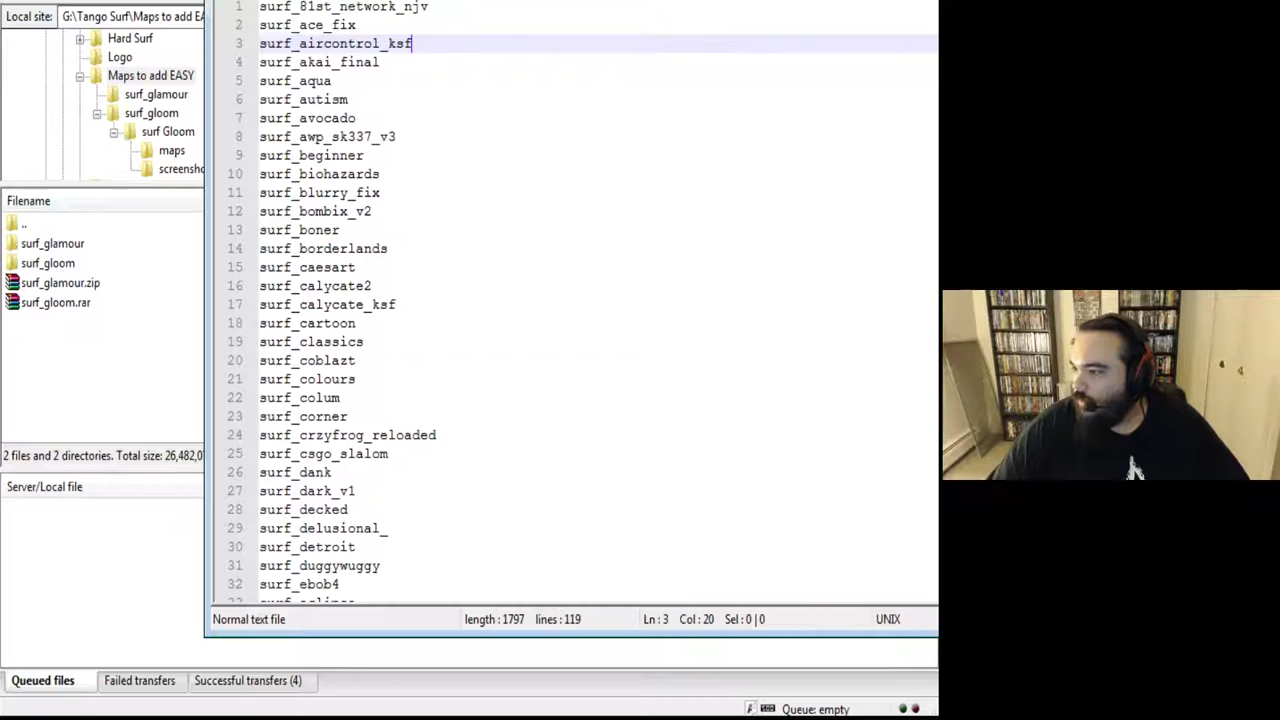 Local site: G:\Tango Surf\Maps to add EA
Hard Surf
Logo
Maps to add EASY
surf_glamour
surf_gloom
surf Gloom
maps
screensho
Filename
..
surf_glamour
surf_gloom
surf_glamour.zip
surf_gloom.rar
2 files and 2 directories. Total size: 26,482,0
Server/Local file
1 surf_81st_network_njv
2 surf_ace_fix
3 surf_aircontrol_ksf
4 surf_akai_final
5 surf_aqua
6 surf_autism
7 surf_avocado
8 surf_awp_sk337_v3
9 surf_beginner
10 surf_biohazards
11 surf_blurry_fix
12 surf_bombix_v2
13 surf_boner
14 surf_borderlands
15 surf_caesart
16 surf_calycate2
17 surf_calycate_ksf
18 surf_cartoon
19 surf_classics
20 surf_coblazt
21 surf_colours
22 surf_colum
23 surf_corner
24 surf_crzyfrog_reloaded
25 surf_csgo_slalom
26 surf_dank
27 surf_dark_v1
28 surf_decked
29 surf_delusional_
30 surf_detroit
31 surf_duggywuggy
32 surf_ebob4
Normal text file length : 1797 lines : 119 Ln : 3 Col : 20 Sel : 0 | 0 UNIX
Queued files Failed transfers Successful transfers (4)
Queue: empty